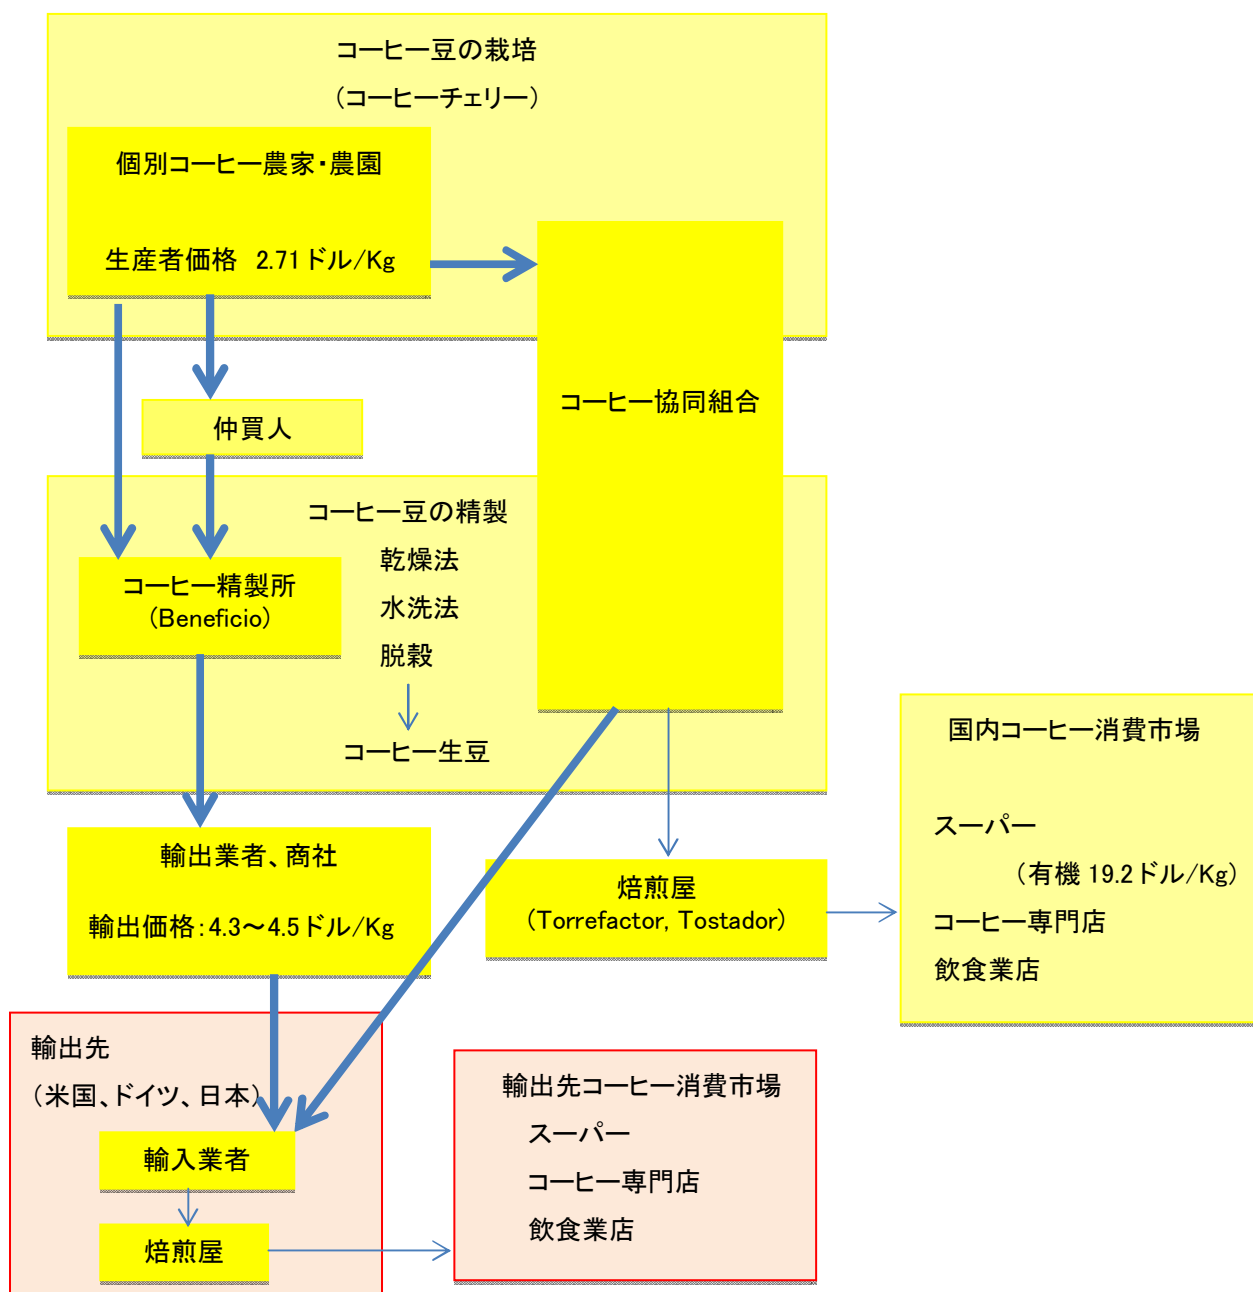 コーヒー豆の栽培
（コーヒーチェリー）
個別コーヒー農家・農園
生産者価格 2.71ドル/Kg
コーヒー協同組合
仲買人
コーヒー豆の精製
乾燥法
水洗法
脱穀
コーヒー生豆
コーヒー精製所
(Beneficio)
輸出業者、商社
輸出価格：4.3～4.5ドル/Kg
焙煎屋
(Torrefactor, Tostador)
国内コーヒー消費市場
スーパー
（有機 19.2ドル/Kg）
コーヒー専門店
飲食業店
輸出先
（米国、ドイツ、日本）
輸入業者
焙煎屋
輸出先コーヒー消費市場
スーパー
コーヒー専門店
飲食業店